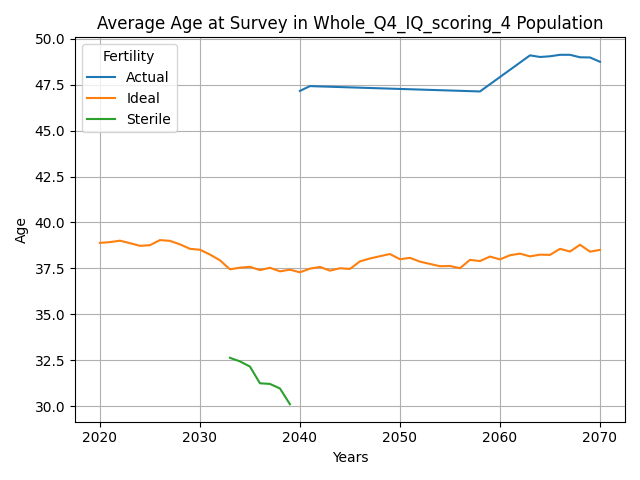 Average Age at Survey in Whole_Q4_IQ_scoring_4 Population
Fertility
Actual
Ideal
Sterile
50.0
47.5
45.0
42.5
40.0
37.5
35.0
32.5
30.0
Age
2020 2030 2040 2050 2060 2070
Years